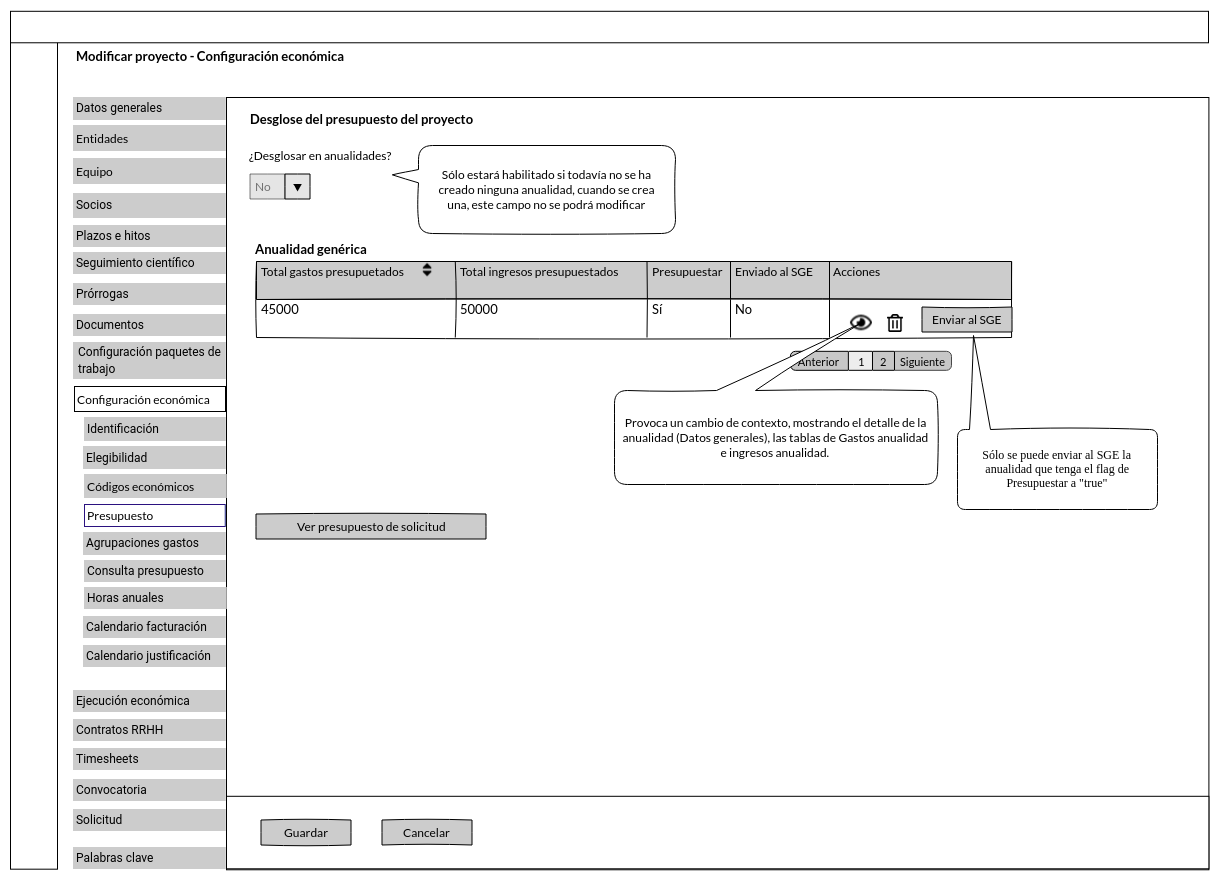 Modificar proyecto - Configuración económica
Datos generales
Entidades
Equipo
Socios
Plazos e hitos
Seguimiento científico
Prórrogas
Documentos
Configuración paquetes de
trabajo
Configuración económica
Identificación
Elegibilidad
Códigos económicos
Presupuesto
Agrupaciones gastos
Consulta presupuesto
Horas anuales
Calendario facturación
Calendario justificación
Ejecución económica
Contratos RRHH
Timesheets
Convocatoria
Solicitud
Palabras clave
Desglose del presupuesto del proyecto
¿Desglosar en anualidades?
No
Sólo estará habilitado si todavía no se ha
creado ninguna anualidad, cuando se crea
una, este campo no se podrá modificar
Anualidad genérica
Total gastos presupuetados Total ingresos presupuestados Presupuestar Enviado al SGE Acciones
45000 50000 Sí No Enviar al SGE
Anterior 1 2 Siguiente
Provoca un cambio de contexto, mostrando el detalle de la
anualidad (Datos generales), las tablas de Gastos anualidad
e ingresos anualidad.
Sólo se puede enviar al SGE la
anualidad que tenga el flag de
Presupuestar a "true"
Ver presupuesto de solicitud
Guardar Cancelar